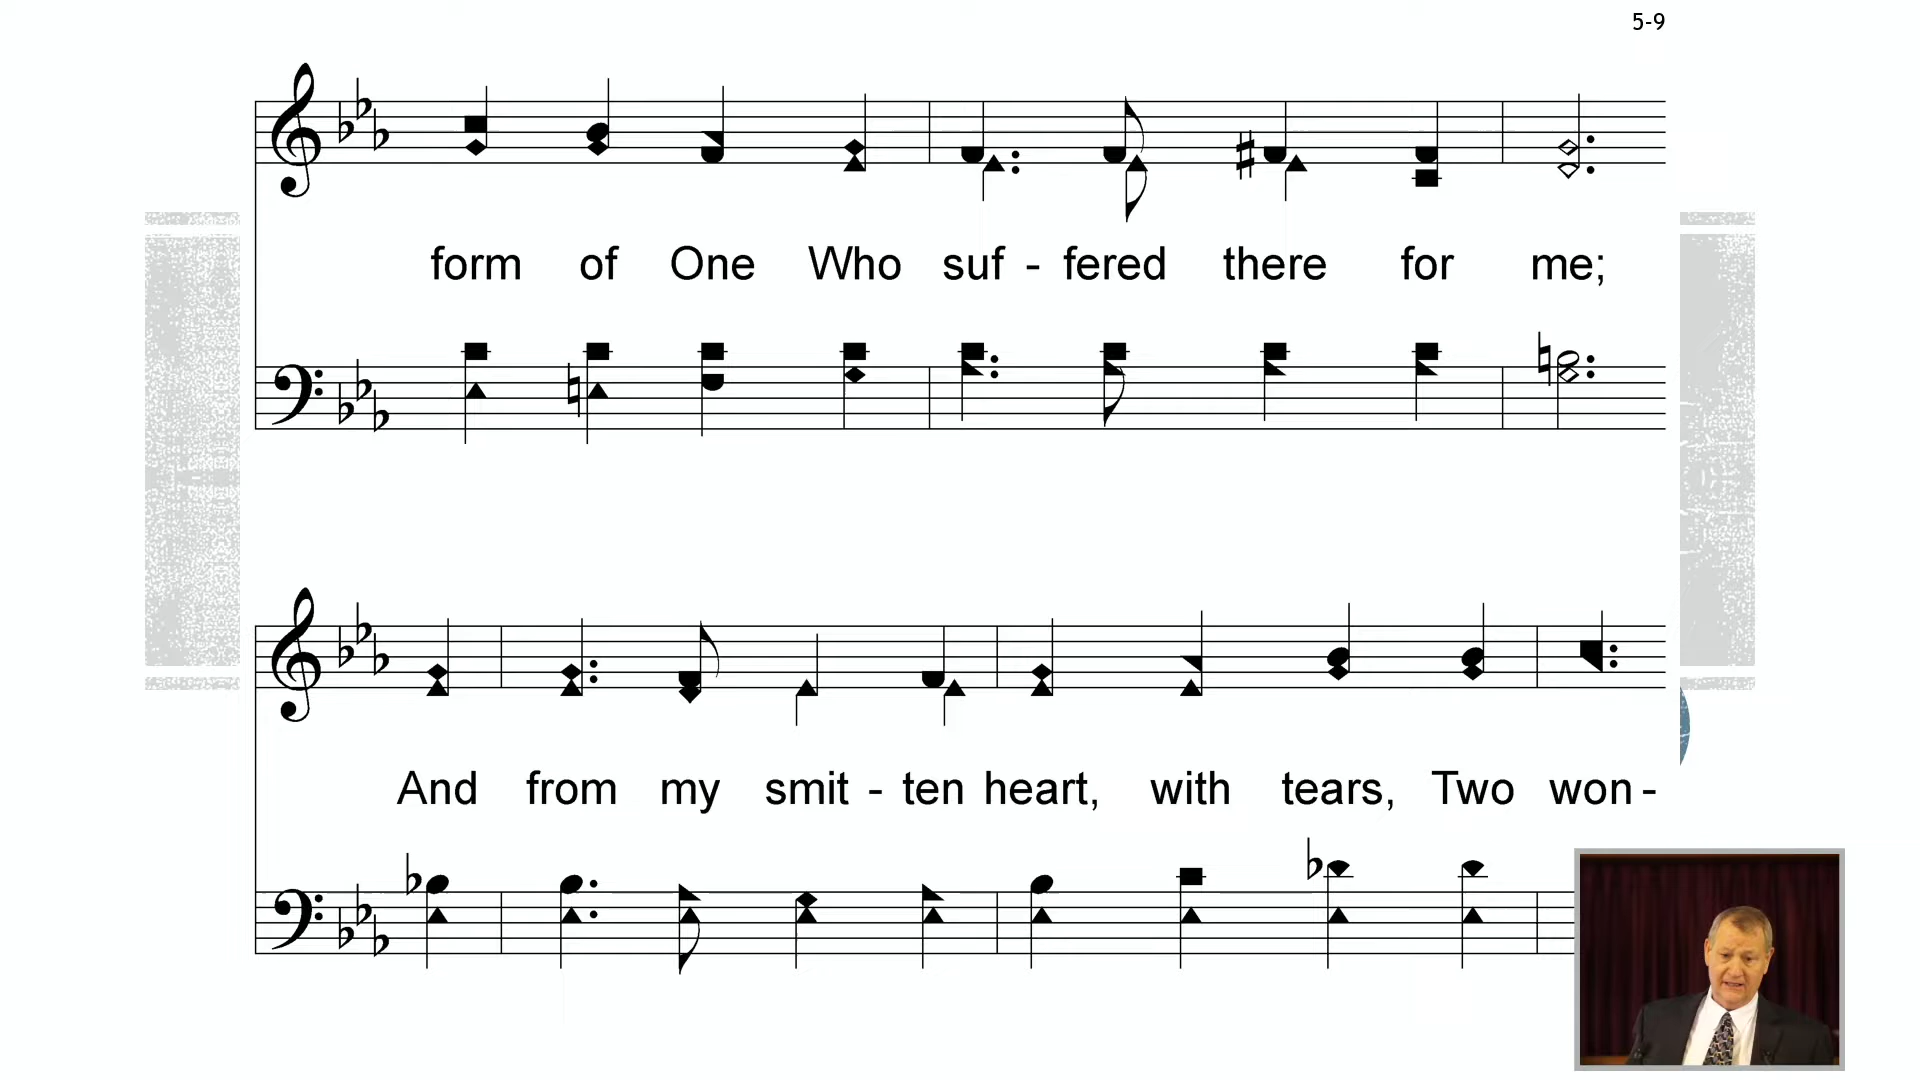 5-9
form of One Who suf - fered there for me;
And from my smit - ten heart, with tears, Two won -